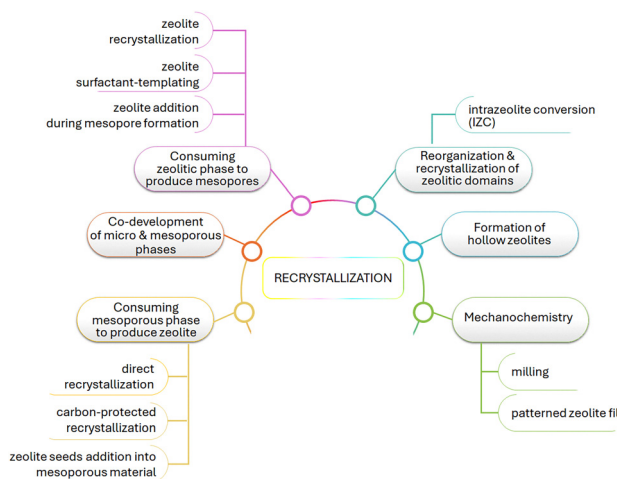 zeolite
recrystallization
zeolite
surfactant-templating
zeolite addition
during mesopore formation
Consuming
zeolitic phase to
produce mesopores
Co-development
of micro & mesoporous
phases
Consuming
mesoporous phase
to produce zeolite
direct
recrystallization
carbon-protected
recrystallization
zeolite seeds addition into
mesoporous material
RECRYSTALLIZATION
intrazeolite conversion
(IZC)
Reorganization &
recrystallization of
zeolitic domains
Formation of
hollow zeolites
Mechanochemistry
milling
patterned zeolite